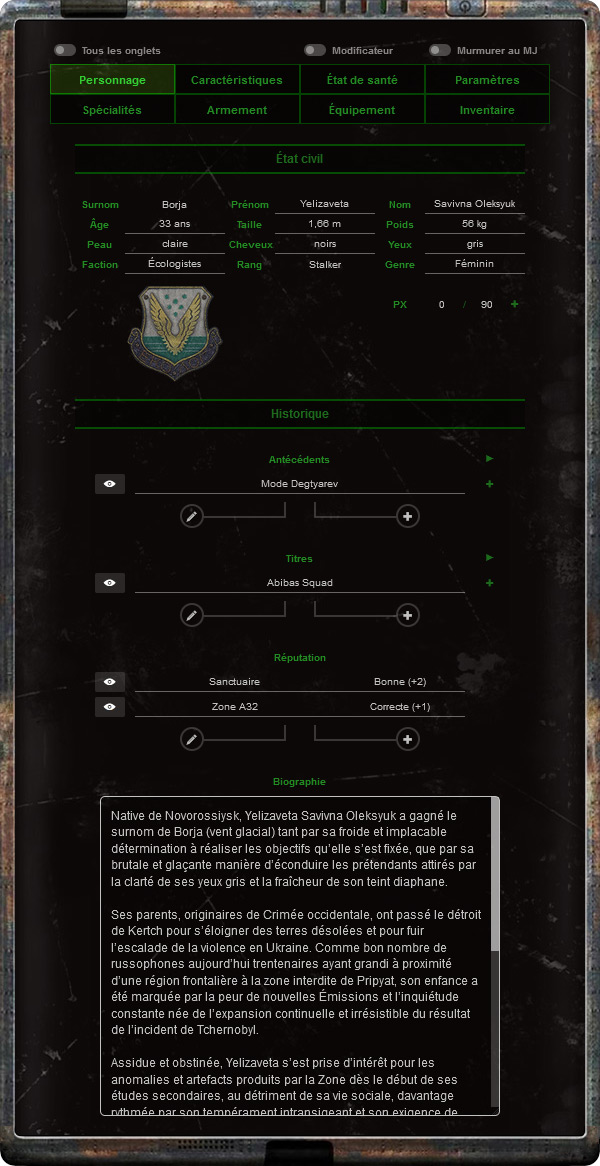 Tous les onglets Modificateur Murmurer au MJ
Personnage Caractéristiques État de santé Paramètres
Spécialités Armement Équipement Inventaire
État civil
Surnom Borja Prénom Yelizaveta Nom Savivna Oleksyuk
Âge 33 ans Taille 1,66 m Poids 56 kg
Peau claire Cheveux noirs Yeux gris
Faction Écologistes Rang Stalker Genre Féminin
PX 0 / 90 +
Historique
Antécédents
Mode Degtyarev
Titres
Abibas Squad
Réputation
Sanctuaire Bonne (+2)
Zone A32 Correcte (+1)
Biographie
Native de Novorossiysk, Yelizaveta Savivna Oleksyuk a gagné le
surnom de Borja (vent glacial) tant par sa froide et implacable
détermination à réaliser les objectifs qu’elle s’est fixée, que par sa
brutale et glaçante manière d’éconduire les prétendants attirés par
la clarté de ses yeux gris et la fraîcheur de son teint diaphane.
Ses parents, originaires de Crimée occidentale, ont passé le détroit
de Kertch pour s’éloigner des terres désolées et pour fuir
l’escalade de la violence en Ukraine. Comme bon nombre de
russophones aujourd’hui trentenaires ayant grandi à proximité
d’une région frontalière à la zone interdite de Pripyat, son enfance a
été marquée par la peur de nouvelles Émissions et l’inquiétude
constante née de l’expansion continuelle et irrésistible du résultat
de l’incident de Tchernobyl.
Assidue et obstinée, Yelizaveta s’est prise d’intérêt pour les
anomalies et artefacts produits par la Zone dès le début de ses
études secondaires, au détriment de sa vie sociale, davantage
rythmée par son tempérament intransigeant et son exigence de